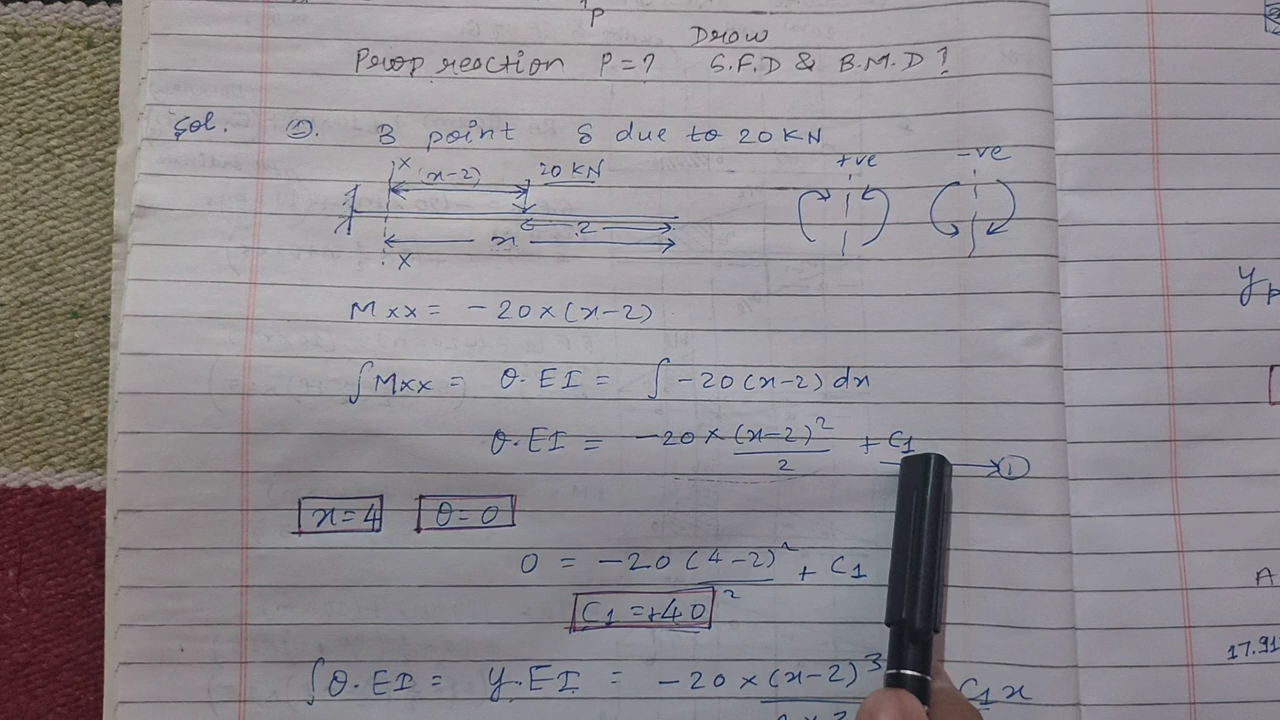 P
Draw
Prop reaction P = ? S.F.D & B.M.D ?
Sol. B point δ due to 20 KN
X (x-2) 20 KN +ve -ve
2
x
X
Mxx = -20 × (x-2)
∫Mxx = θ.EI = ∫-20(x-2) dx
θ.EI = -20 × (x-2)² / 2 + C1 → ①
x=4 θ=0
0 = -20 (4-2)² / 2 + C1
C1 = +40
∫θ.EI = y.EI = -20 × (x-2)³ C1 x
A
17.91